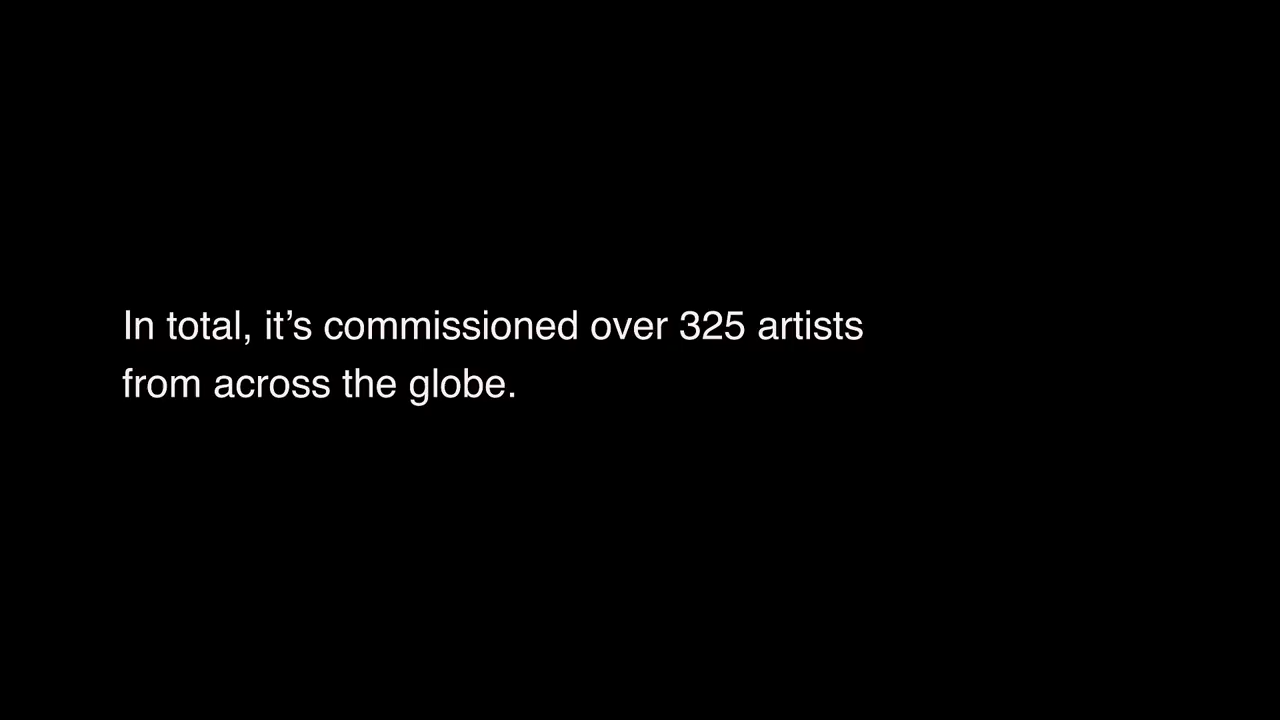 In total, it’s commissioned over 325 artists
from across the globe.